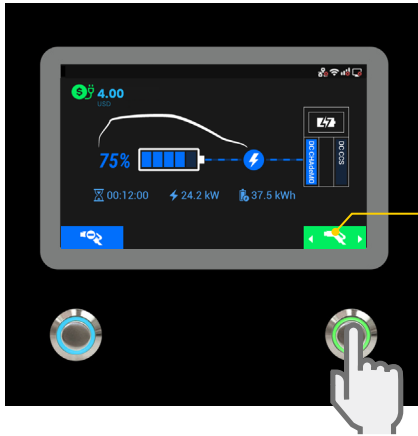 $ 4.00
USD
75%
00:12:00
24.2 kW
37.5 kWh
DC CHAdeMO
DC CCS